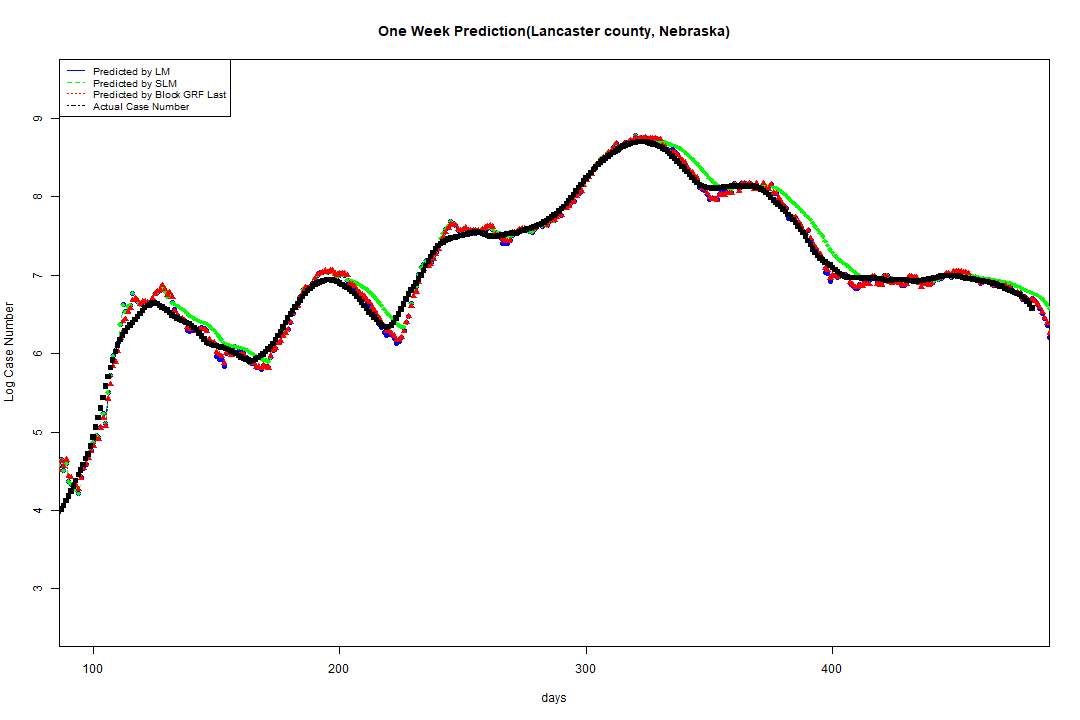 One Week Prediction(Lancaster county, Nebraska)
Predicted by LM
Predicted by SLM
Predicted by Block GRF Last
Actual Case Number
9
8
7
6
5
4
3
Log Case Number
100 200 300 400
days